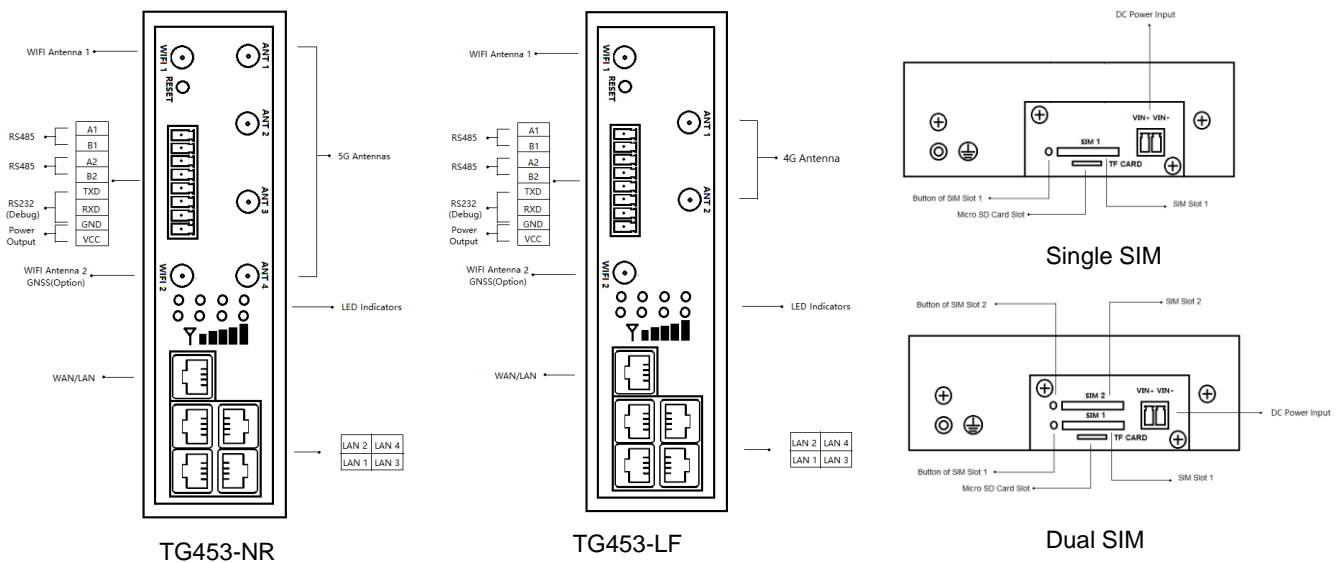 WIFI Antenna 1
WIFI 1
ANT 1
RESET
ANT 2
RS485
A1
B1
RS485
A2
B2
RS232
(Debug)
TXD
RXD
Power
Output
GND
VCC
5G Antennas
ANT 3
WIFI Antenna 2
GNSS(Option)
WIFI 2
ANT 4
LED Indicators
WAN/LAN
LAN 2 LAN 4
LAN 1 LAN 3
TG453-NR
WIFI Antenna 1
WIFI 1
RESET
ANT 1
RS485
A1
B1
RS485
A2
B2
RS232
(Debug)
TXD
RXD
Power
Output
GND
VCC
4G Antenna
ANT 2
WIFI Antenna 2
GNSS(Option)
WIFI 2
LED Indicators
WAN/LAN
LAN 2 LAN 4
LAN 1 LAN 3
TG453-LF
DC Power Input
VIN+ VIN-
SIM 1
TF CARD
Button of SIM Slot 1
SIM Slot 1
Micro SD Card Slot
Single SIM
Button of SIM Slot 2
SIM Slot 2
VIN+ VIN-
SIM 2
SIM 1
TF CARD
DC Power Input
Button of SIM Slot 1
SIM Slot 1
Micro SD Card Slot
Dual SIM